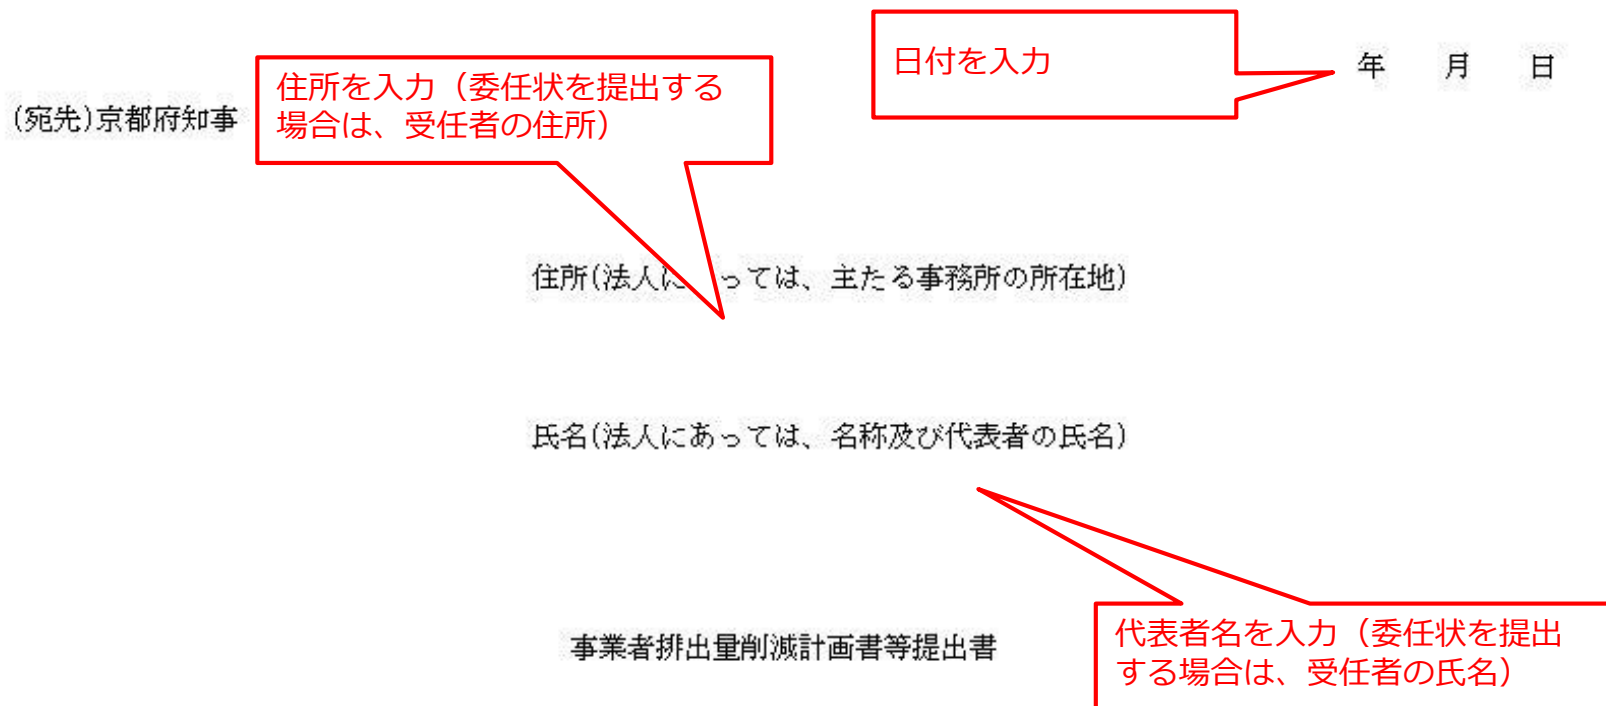 日付を入力
年 月 日
住所を入力（委任状を提出する
場合は、受任者の住所）
(宛先)京都府知事
住所(法人に っては、主たる事務所の所在地)
氏名(法人にあっては、名称及び代表者の氏名)
代表者名を入力（委任状を提出
する場合は、受任者の氏名）
事業者排出量削減計画書等提出書